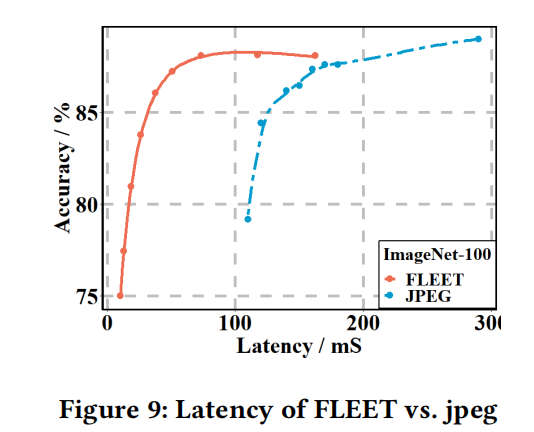 Accuracy / %
85
80
75
0 100 200 300
Latency / mS
ImageNet-100
FLEET
JPEG
Figure 9: Latency of FLEET vs. jpeg